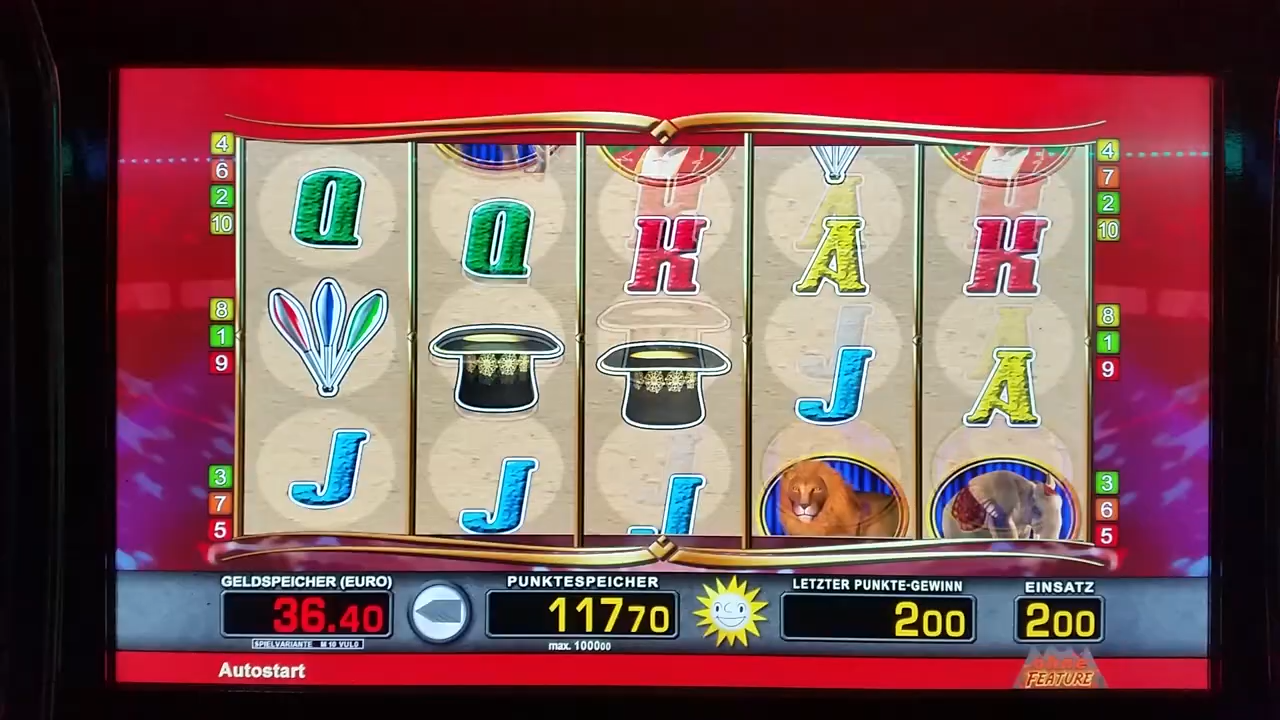 4 4
6 7
2 2
10 10
Q Q K A K
8 8
1 1
9 9
J A
3 3
7 6
5 5
J J J
GELDSPEICHER (EURO) PUNKTESPEICHER LETZTER PUNKTE-GEWINN EINSATZ
36.40 11770 200 200
max. 100000
Autostart
ohne
FEATURE